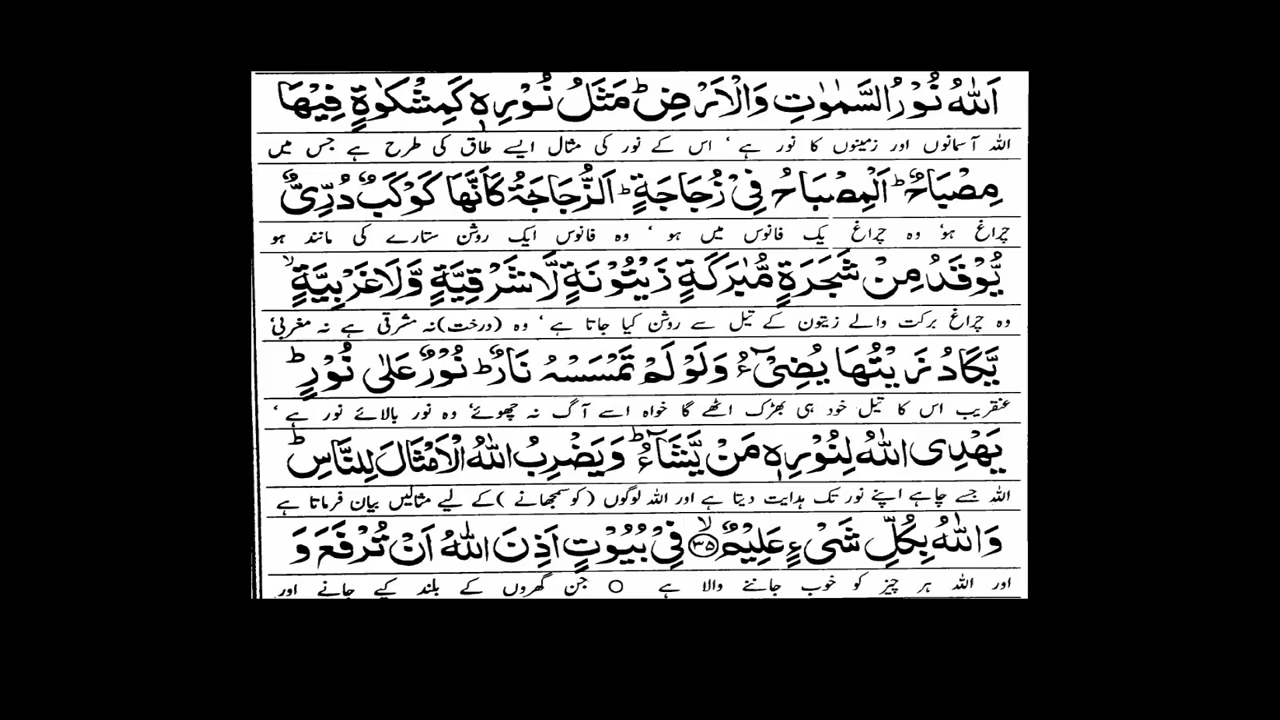 اَللّٰهُ نُوْرُ السَّمٰوٰتِ وَالْاَرْضِ ؕ مَثَلُ نُوْرِهٖ كَمِشْكٰوةٍ فِيْهَا
اللہ آسمانوں اور زمینوں کا نور ہے ‘ اس کے نور کی مثال ایسے طاق کی طرح ہے جس میں
مِصْبَاحٌ ؕ اَلْمِصْبَاحُ فِيْ زُجَاجَةٍ ؕ اَلزُّجَاجَةُ كَاَنَّهَا كَوْكَبٌ دُرِّيٌّ
چراغ ہو‘ وہ چراغ یک فانوس میں ہو ‘ وہ فانوس ایک روشن ستارے کی مانند ہو
يُّوْقَدُ مِنْ شَجَرَةٍ مُّبٰرَكَةٍ زَيْتُوْنَةٍ لَّا شَرْقِيَّةٍ وَّلَا غَرْبِيَّةٍ ۙ
وہ چراغ برکت والے زیتون کے تیل سے روشن کیا جاتا ہے ‘ وہ (درخت) نہ مشرقی ہے نہ مغربی‘
يَّكَادُ زَيْتُهَا يُضِيْٓءُ وَلَوْ لَمْ تَمْسَسْهُ نَارٌ ؕ نُوْرٌ عَلٰى نُوْرٍ ؕ
عنقریب اس کا تیل خود ہی بھڑک اٹھے گا خواہ اسے آگ نہ چھوئے‘ وہ نور بالائے نور ہے ‘
يَهْدِى اللّٰهُ لِنُوْرِهٖ مَنْ يَّشَآءُ ؕ وَيَضْرِبُ اللّٰهُ الْاَمْثَالَ لِلنَّاسِ ؕ
اللہ جسے چاہے اپنے نور تک ہدایت دیتا ہے اور اللہ لوگوں (کو سمجھانے) کے لیے مثالیں بیان فرماتا ہے
وَاللّٰهُ بِكُلِّ شَيْءٍ عَلِيْمٌ ۙ ﴿۳۵﴾ فِيْ بُيُوْتٍ اَذِنَ اللّٰهُ اَنْ تُرْفَعَ وَ
اور اللہ ہر چیز کو خوب جاننے والا ہے ○ جن گھروں کے بلند کیے جانے اور